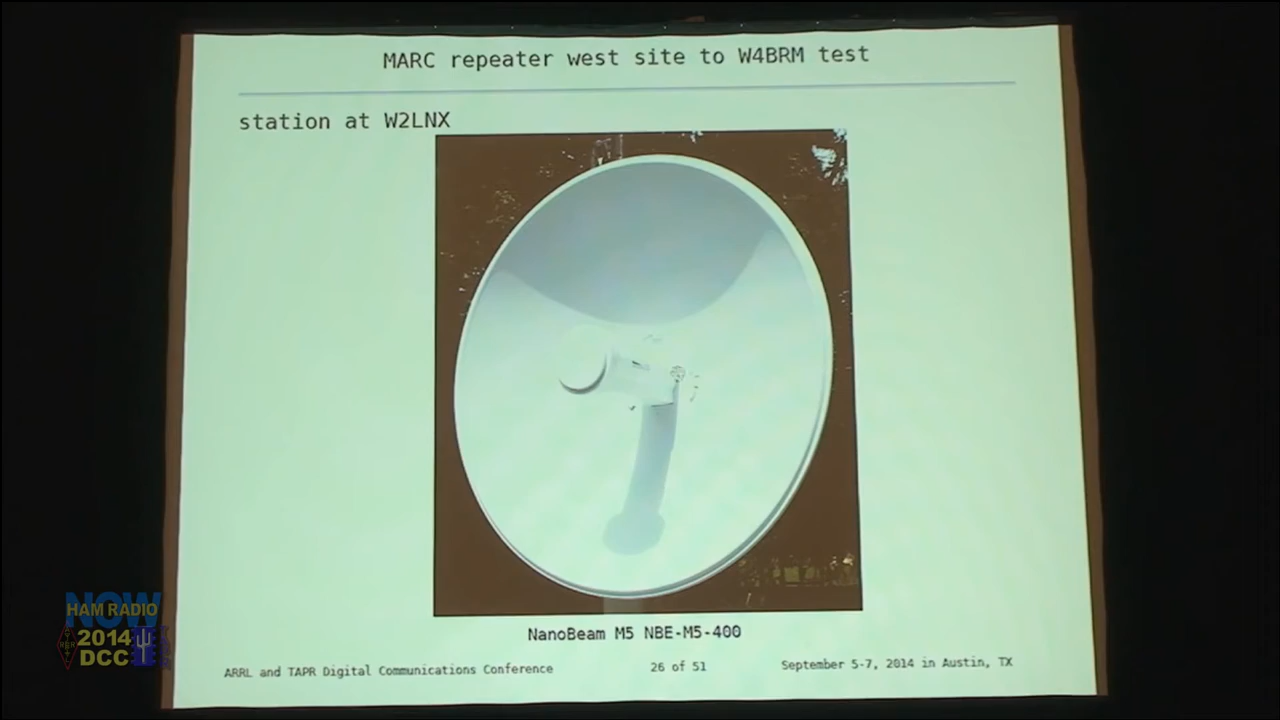 MARC repeater west site to W4BRM test
station at W2LNX
NanoBeam M5 NBE-M5-400
ARRL and TAPR Digital Communications Conference
26 of 51
September 5-7, 2014 in Austin, TX
NOW
HAM RADIO
2014
DCC